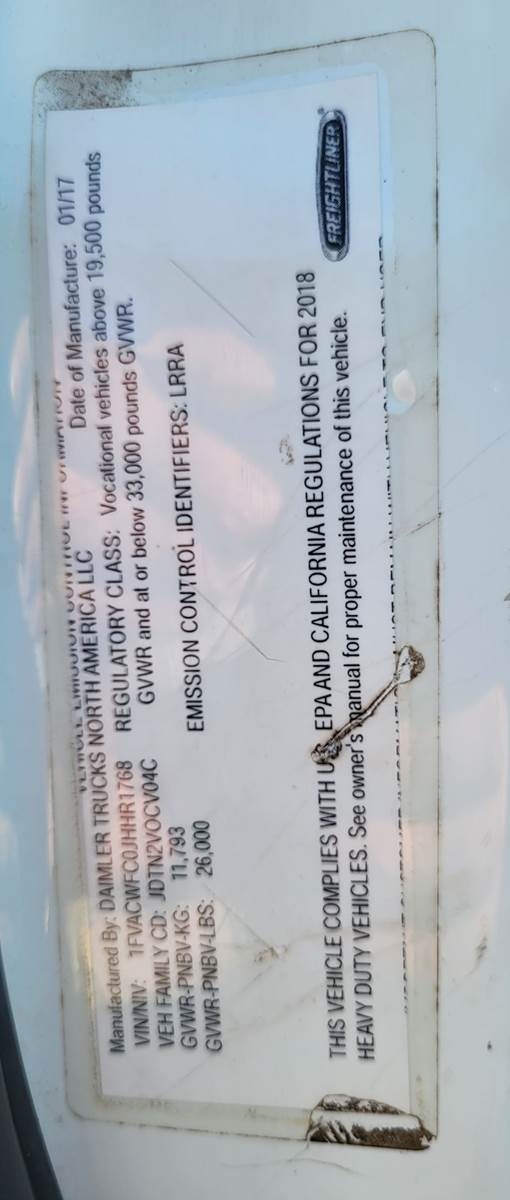 Manufactured By: DAIMLER TRUCKS NORTH AMERICA LLC Date of Manufacture: 01/17
VIN/NIV: 1FVACWFC0JHHR1768 REGULATORY CLASS: Vocational vehicles above 19,500 pounds
VEH FAMILY CD: JDTN2VOCV04C GVWR and at or below 33,000 pounds GVWR.
GVWR-PNBV-KG: 11,793
GVWR-PNBV-LBS: 26,000 EMISSION CONTROL IDENTIFIERS: LRRA
THIS VEHICLE COMPLIES WITH EPA AND CALIFORNIA REGULATIONS FOR 2018
HEAVY DUTY VEHICLES. See owner's manual for proper maintenance of this vehicle.
FREIGHTLINER